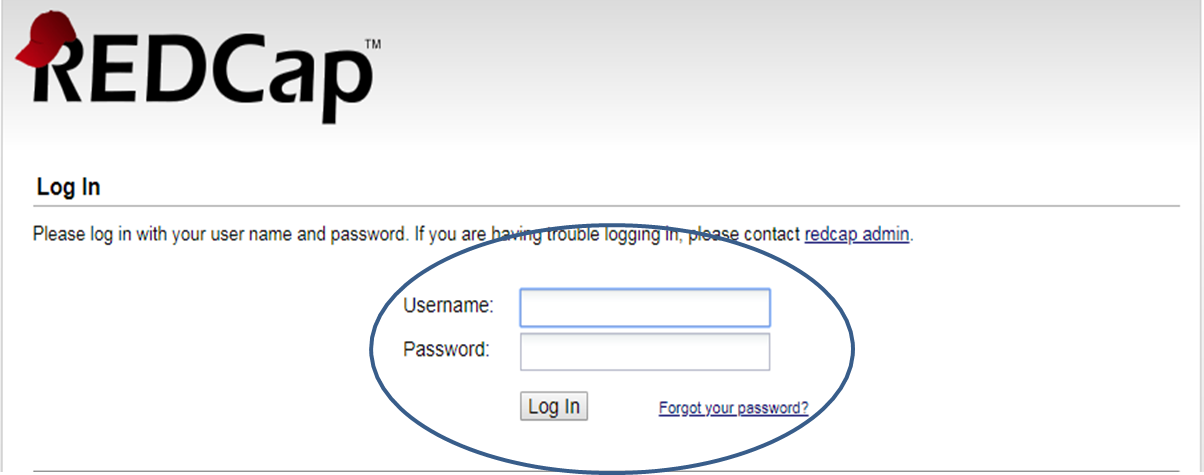 REDCap™
Log In
Please log in with your user name and password. If you are having trouble logging in, please contact redcap admin.
Username:
Password:
Log In Forgot your password?